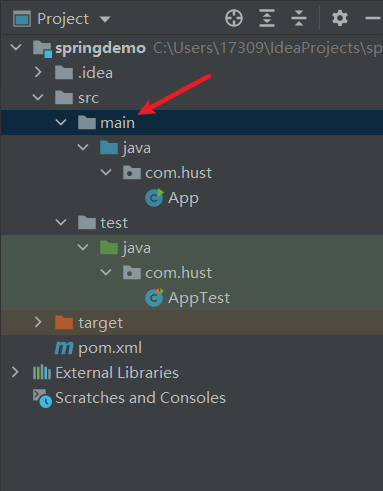 Project
springdemo C:\Users\17309\IdeaProjects\sp
.idea
src
main
java
com.hust
App
test
java
com.hust
AppTest
target
pom.xml
External Libraries
Scratches and Consoles